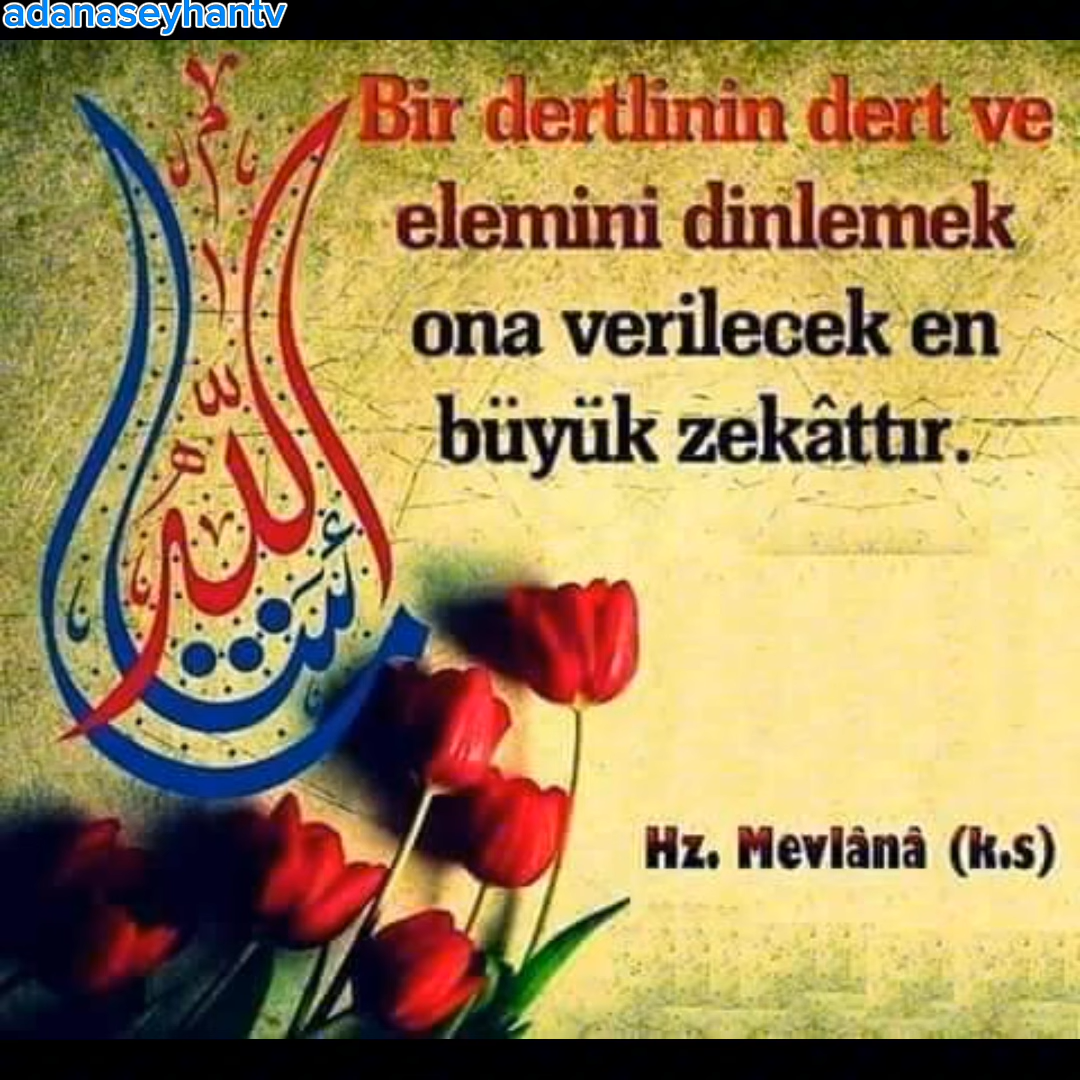 adanaseyhantv
Bir dertlinin dert ve
elemini dinlemek
ona verilecek en
büyük zekâttır.
Hz. Mevlânâ (k.s)